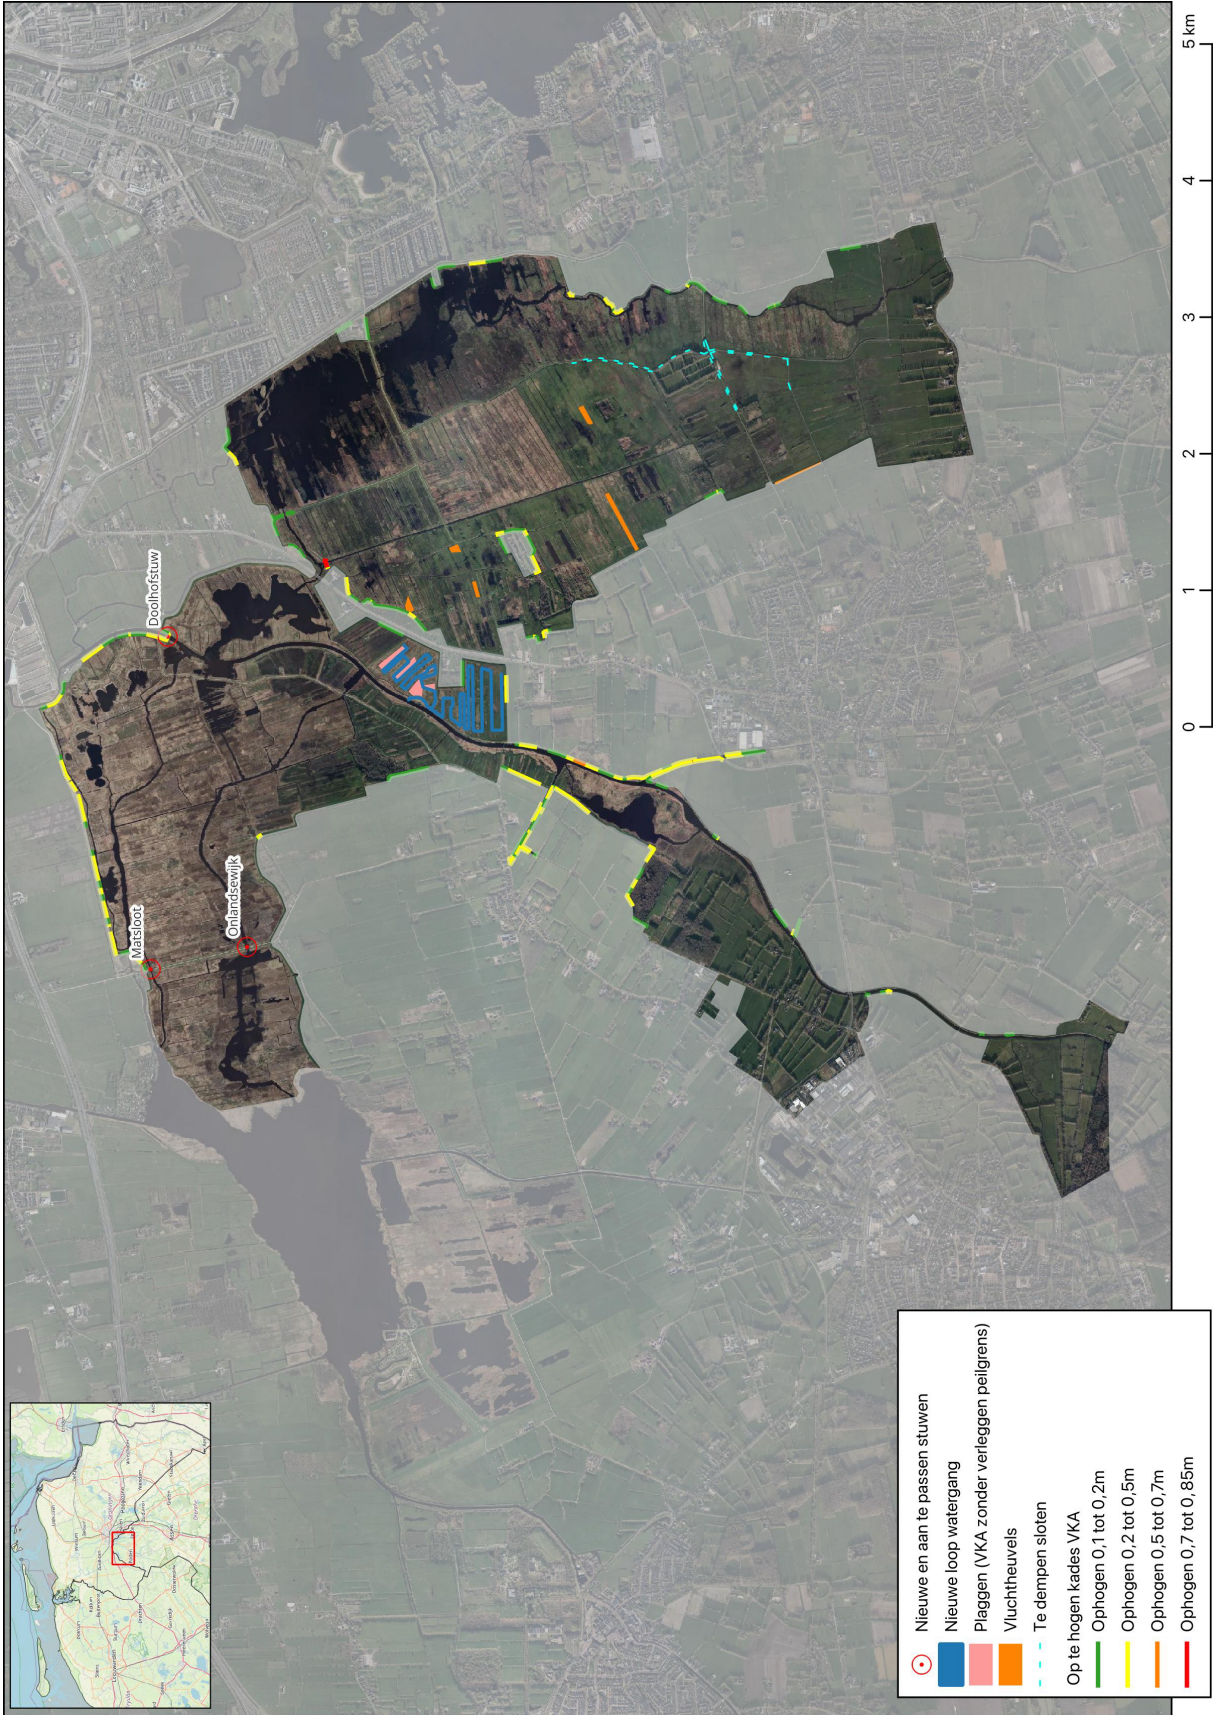 Matsloot
Onlandsewijk
Doolhofstuw
Nieuwe en aan te passen stuwen
Nieuwe loop watergang
Plaggen (VKA zonder verleggen peilgrens)
Vluchtheuvels
Te dempen sloten
Op te hogen kades VKA
Ophogen 0,1 tot 0,2m
Ophogen 0,2 tot 0,5m
Ophogen 0,5 tot 0,7m
Ophogen 0,7 tot 0,85m
0 1 2 3 4 5 km